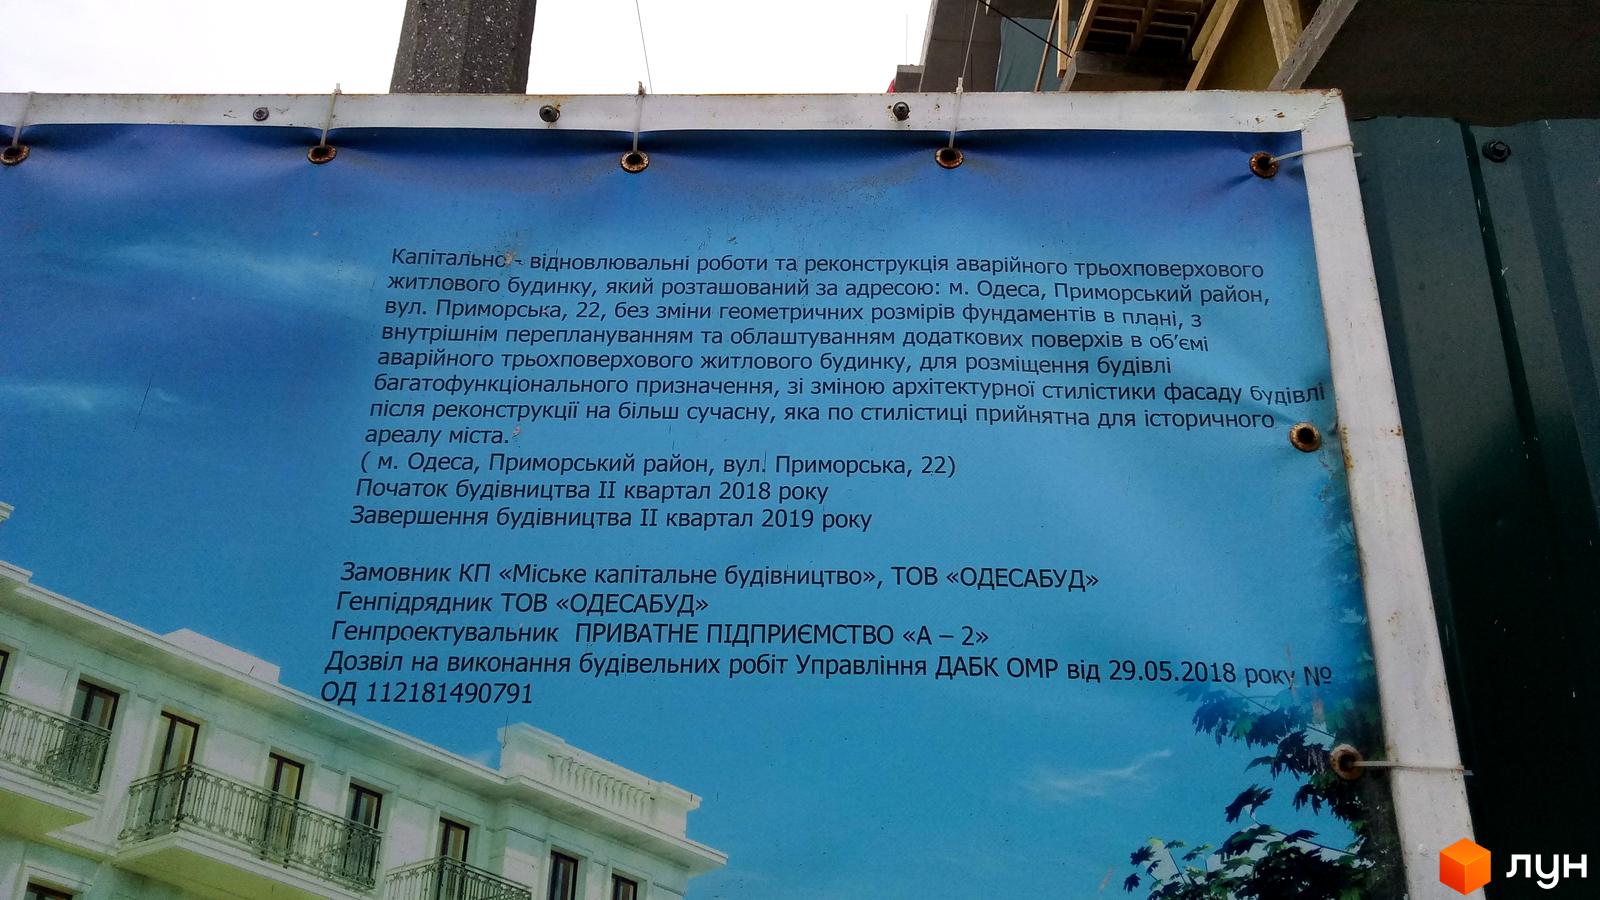 Капітально - відновлювальні роботи та реконструкція аварійного трьохповерхового
житлового будинку, який розташований за адресою: м. Одеса, Приморський район,
вул. Приморська, 22, без зміни геометричних розмірів фундаментів в плані, з
внутрішнім переплануванням та облаштуванням додаткових поверхів в об’ємі
аварійного трьохповерхового житлового будинку, для розміщення будівлі
багатофункціонального призначення, зі зміною архітектурної стилістики фасаду будівлі
після реконструкції на більш сучасну, яка по стилістиці прийнятна для історичного
ареалу міста.
( м. Одеса, Приморський район, вул. Приморська, 22)
Початок будівництва II квартал 2018 року
Завершення будівництва II квартал 2019 року
Замовник КП «Міське капітальне будівництво», ТОВ «ОДЕСАБУД»
Генпідрядник ТОВ «ОДЕСАБУД»
Генпроектувальник ПРИВАТНЕ ПІДПРИЄМСТВО «А – 2»
Дозвіл на виконання будівельних робіт Управління ДАБК ОМР від 29.05.2018 року №
ОД 112181490791
лун